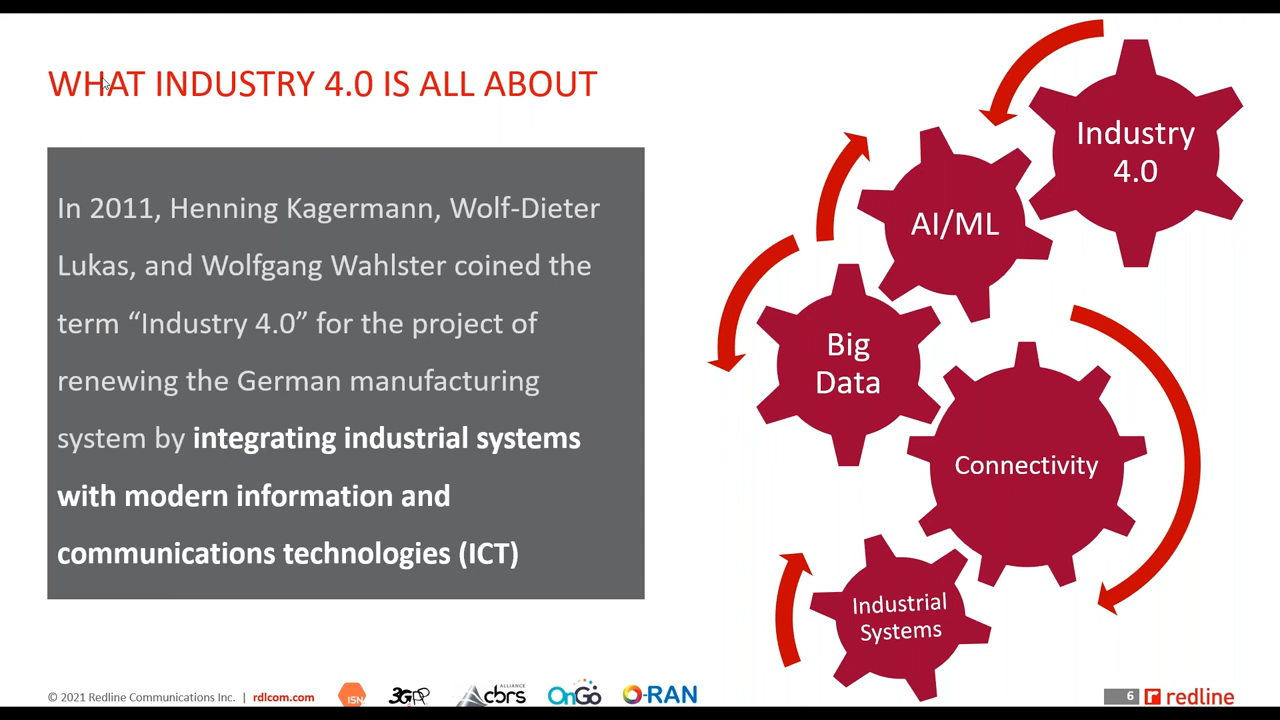 WHAT INDUSTRY 4.0 IS ALL ABOUT
In 2011, Henning Kagermann, Wolf-Dieter
Lukas, and Wolfgang Wahlster coined the
term “Industry 4.0” for the project of
renewing the German manufacturing
system by integrating industrial systems
with modern information and
communications technologies (ICT)
Industry
4.0
AI/ML
Big
Data
Connectivity
Industrial
Systems
© 2021 Redline Communications Inc. | rdlcom.com
ISN
3GPP
ALLIANCE
cbrs
OnGo
O-RAN
6
redline